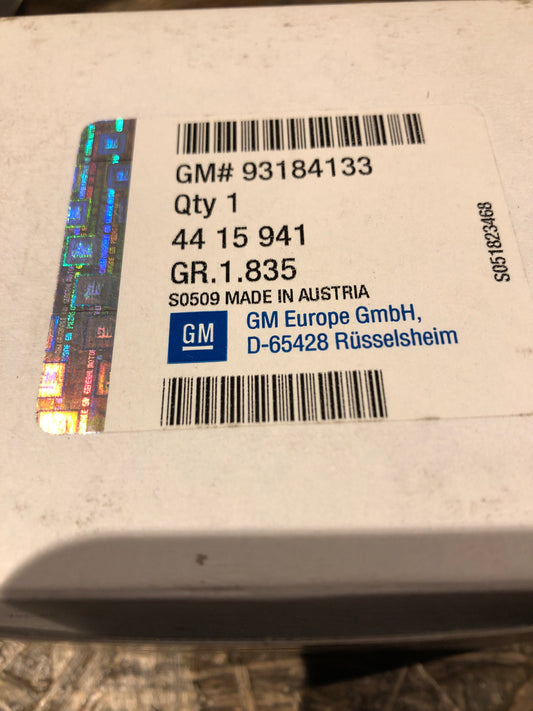 GM# 93184133
Qty 1
44 15 941
GR.1.835
S0509 MADE IN AUSTRIA
GM
GM Europe GmbH,
D-65428 Rüsselsheim
S051823468